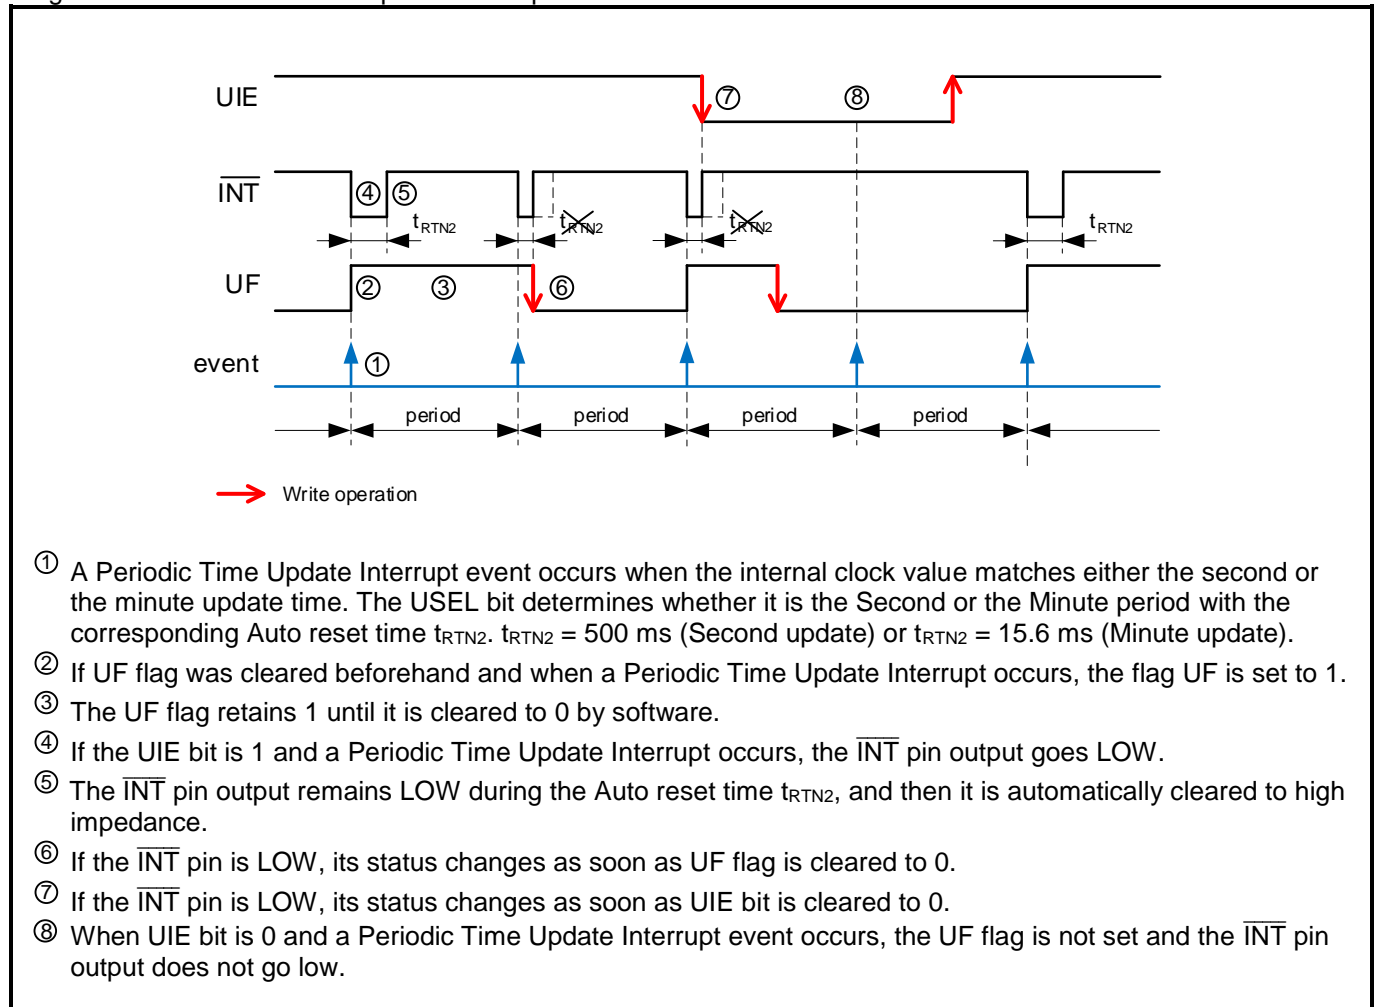 UIE
⑦
⑧
INT
④ ⑤
tRTN2
tRTN2
tRTN2
tRTN2
UF
② ③ ⑥
event
①
period period period period
Write operation
① A Periodic Time Update Interrupt event occurs when the internal clock value matches either the second or
the minute update time. The USEL bit determines whether it is the Second or the Minute period with the
corresponding Auto reset time tRTN2. tRTN2 = 500 ms (Second update) or tRTN2 = 15.6 ms (Minute update).
② If UF flag was cleared beforehand and when a Periodic Time Update Interrupt occurs, the flag UF is set to 1.
③ The UF flag retains 1 until it is cleared to 0 by software.
④ If the UIE bit is 1 and a Periodic Time Update Interrupt occurs, the INT pin output goes LOW.
⑤ The INT pin output remains LOW during the Auto reset time tRTN2, and then it is automatically cleared to high
impedance.
⑥ If the INT pin is LOW, its status changes as soon as UF flag is cleared to 0.
⑦ If the INT pin is LOW, its status changes as soon as UIE bit is cleared to 0.
⑧ When UIE bit is 0 and a Periodic Time Update Interrupt event occurs, the UF flag is not set and the INT pin
output does not go low.